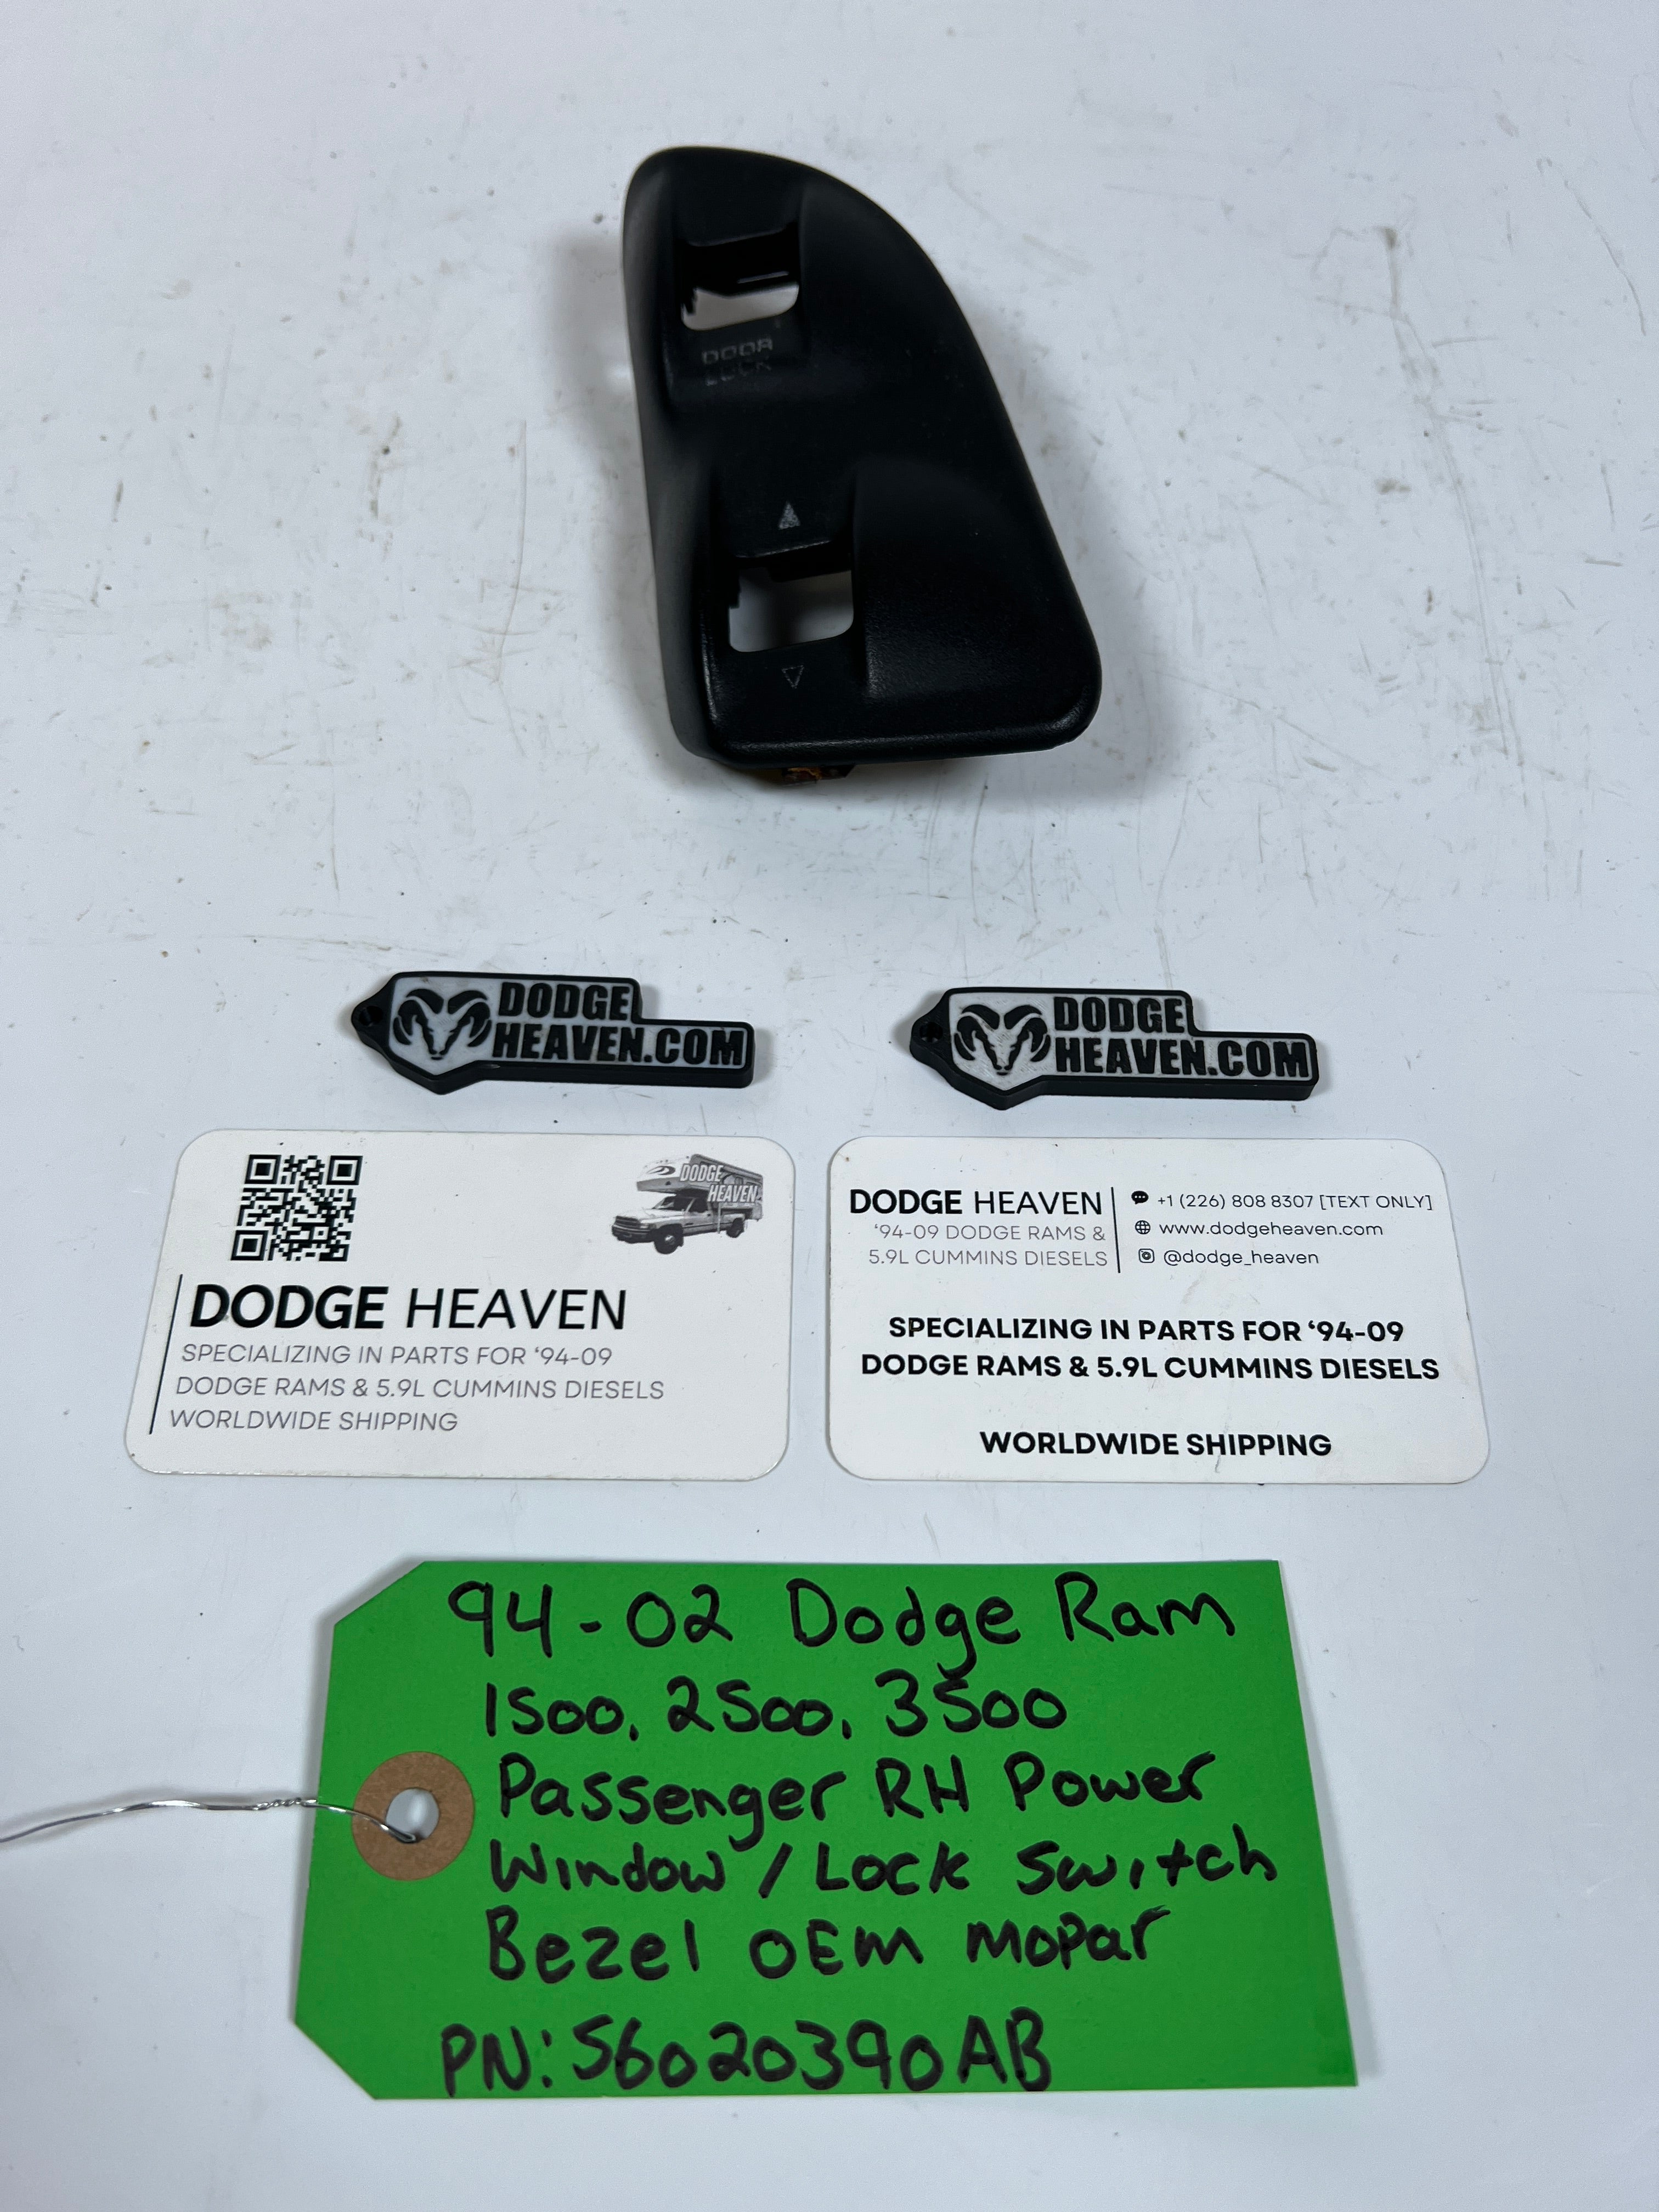 DOOR
LOCK
DODGE
HEAVEN.COM
DODGE
HEAVEN.COM
DODGE
HEAVEN
DODGE HEAVEN
SPECIALIZING IN PARTS FOR ‘94-09
DODGE RAMS & 5.9L CUMMINS DIESELS
WORLDWIDE SHIPPING
DODGE HEAVEN
‘94-09 DODGE RAMS &
5.9L CUMMINS DIESELS
+1 (226) 808 8307 [TEXT ONLY]
www.dodgeheaven.com
@dodge_heaven
SPECIALIZING IN PARTS FOR ‘94-09
DODGE RAMS & 5.9L CUMMINS DIESELS
WORLDWIDE SHIPPING
94-02 Dodge Ram
1500, 2500, 3500
Passenger RH Power
Window / Lock Switch
Bezel OEM Mopar
PN: 56020390AB